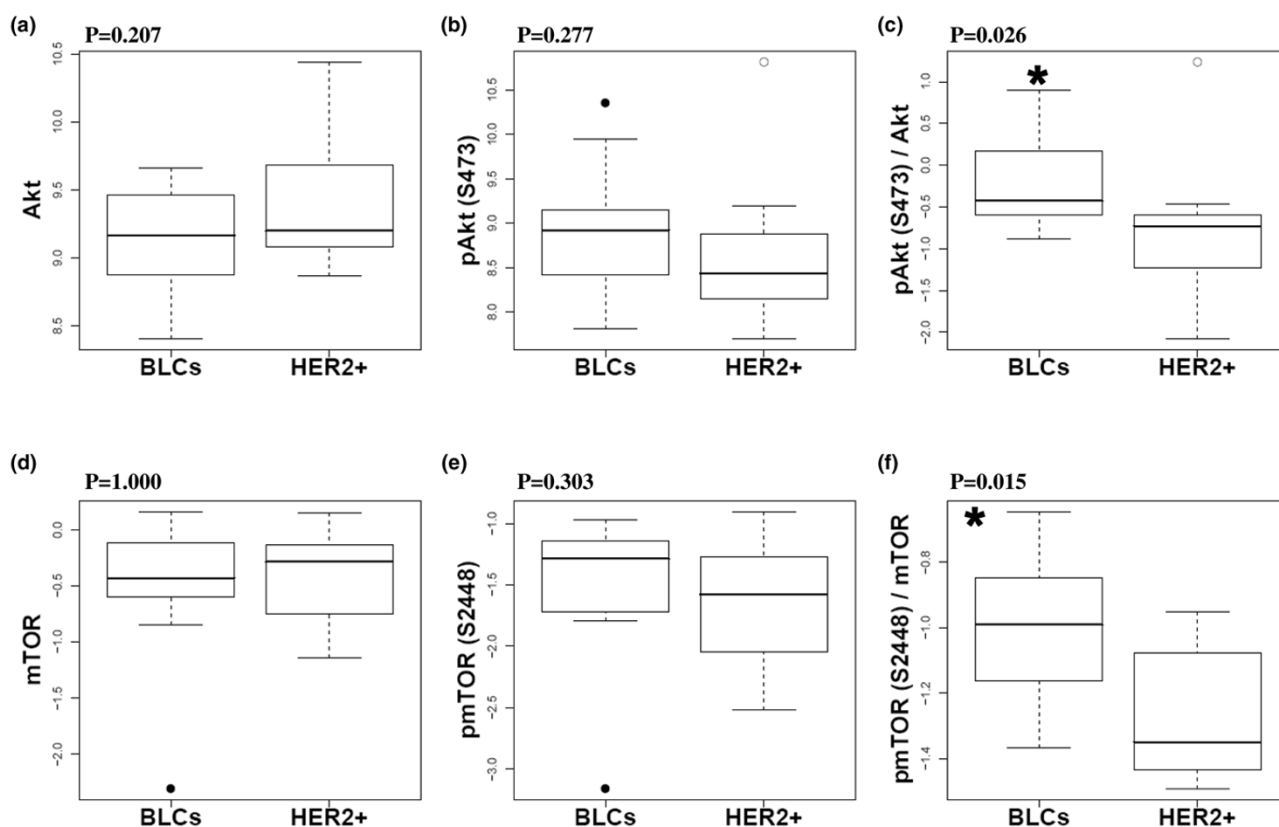 (a)
P=0.207
Akt
10.5
10.0
9.5
9.0
8.5
BLCs HER2+
(b)
P=0.277
pAkt (S473)
10.5
10.0
9.5
9.0
8.5
8.0
BLCs HER2+
(c)
P=0.026
pAkt (S473) / Akt
1.0
0.5
0.0
−0.5
−1.0
−1.5
−2.0
*
BLCs HER2+
(d)
P=1.000
mTOR
0.0
−0.5
−1.0
−1.5
−2.0
BLCs HER2+
(e)
P=0.303
pmTOR (S2448)
−1.0
−1.5
−2.0
−2.5
−3.0
BLCs HER2+
(f)
P=0.015
pmTOR (S2448) / mTOR
−0.8
−1.0
−1.2
−1.4
*
BLCs HER2+